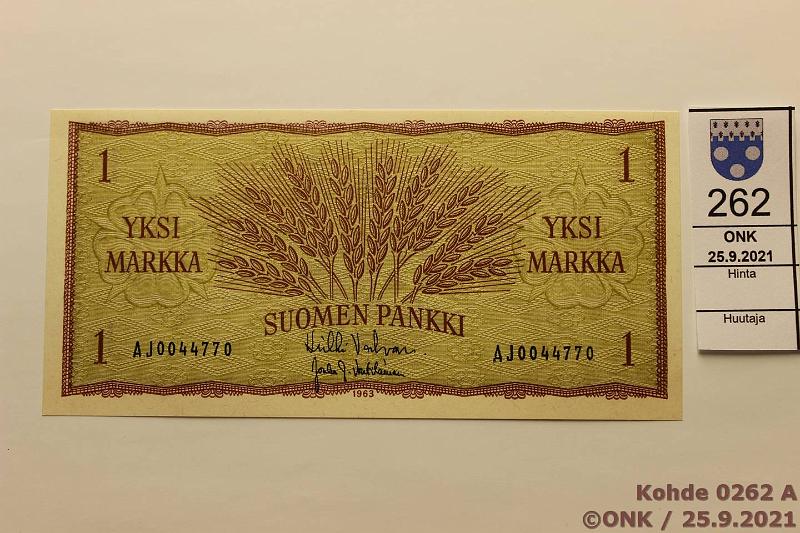 1 1
YKSI MARKKA
YKSI MARKKA
SUOMEN PANKKI
1 AJ0044770 AJ0044770 1
1963
262
ONK
25.9.2021
Hinta
Huutaja
Kohde 0262 A
©ONK / 25.9.2021